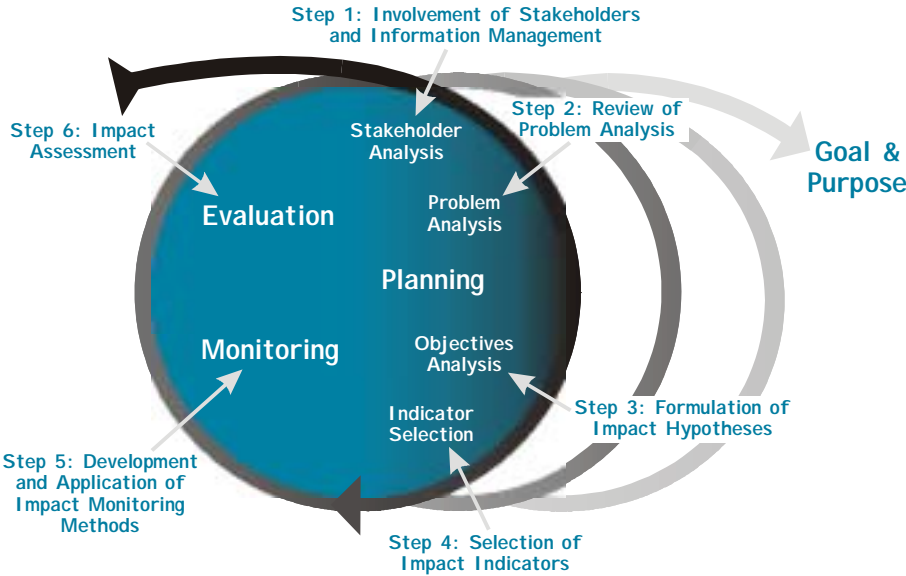 Step 1: Involvement of Stakeholders
and Information Management
Step 2: Review of
Problem Analysis
Step 6: Impact
Assessment
Stakeholder
Analysis
Goal &
Purpose
Evaluation
Problem
Analysis
Planning
Monitoring
Objectives
Analysis
Indicator
Selection
Step 3: Formulation of
Impact Hypotheses
Step 5: Development
and Application of
Impact Monitoring
Methods
Step 4: Selection of
Impact Indicators